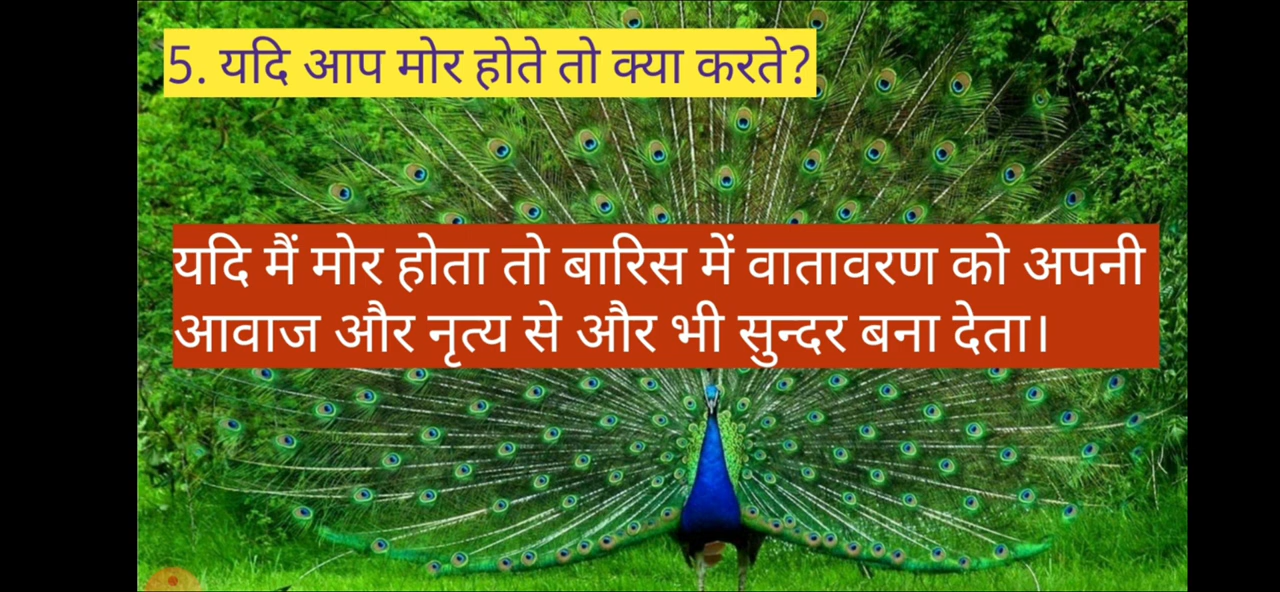 5. यदि आप मोर होते तो क्या करते?
यदि मैं मोर होता तो बारिस में वातावरण को अपनी
आवाज और नृत्य से और भी सुन्दर बना देता।